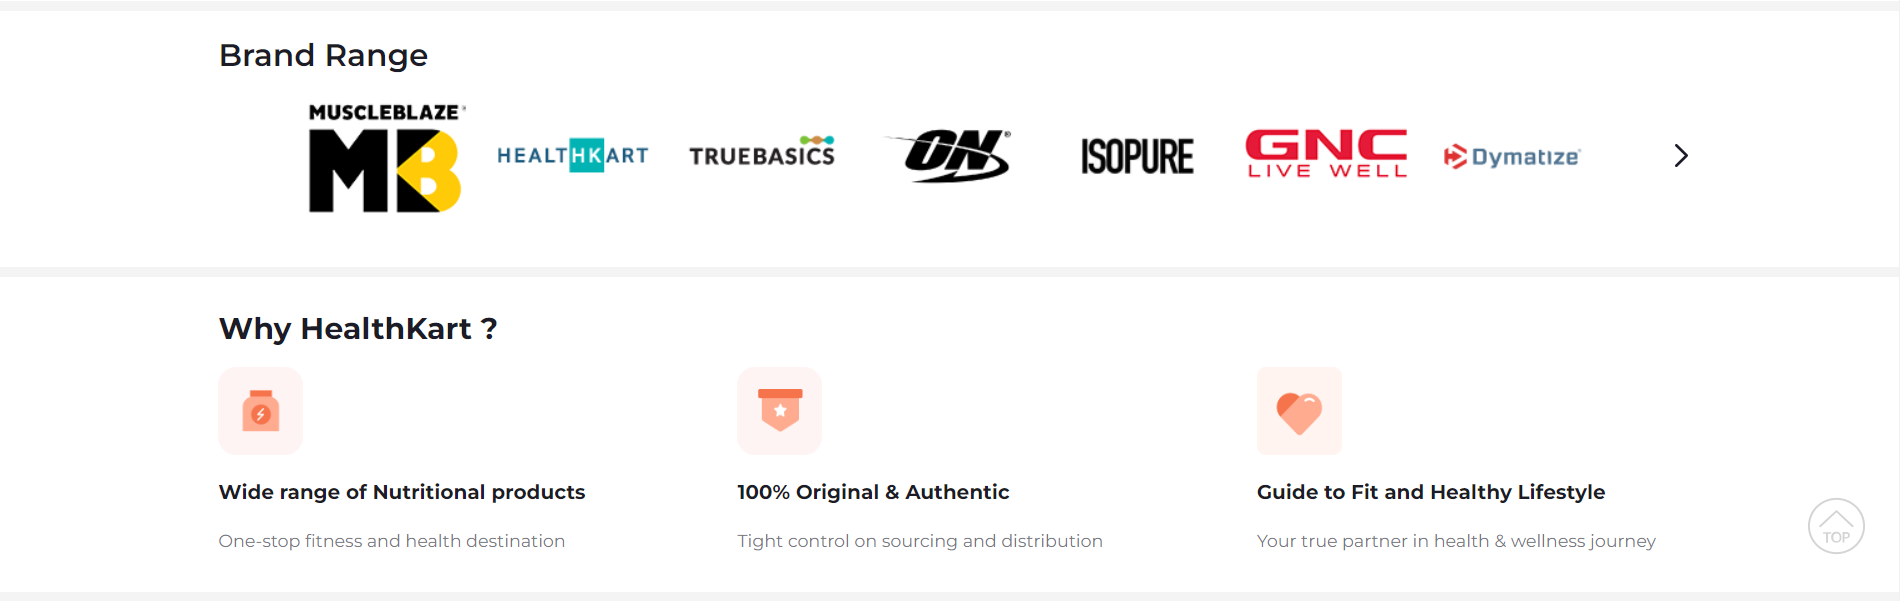 Brand Range
MUSCLEBLAZE®
MB
HEALTHKART
TRUEBASICS
ON®
ISOPURE
GNC
LIVE WELL
Dymatize®
Why HealthKart ?
Wide range of Nutritional products
One-stop fitness and health destination
100% Original & Authentic
Tight control on sourcing and distribution
Guide to Fit and Healthy Lifestyle
Your true partner in health & wellness journey
TOP